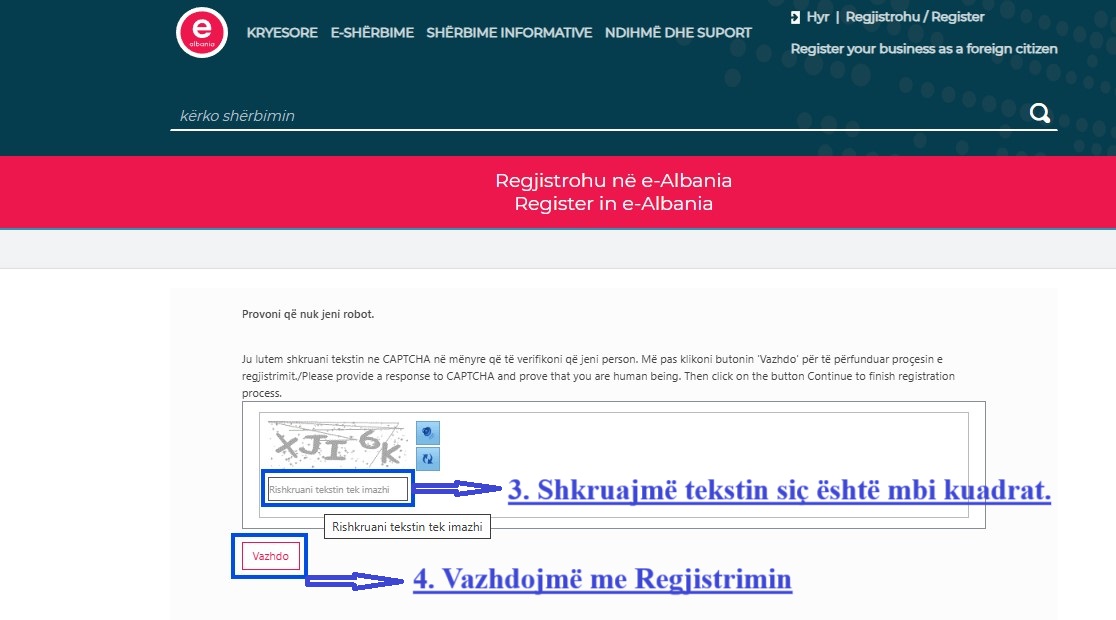 e
albania
KRYESORE E-SHËRBIME SHËRBIME INFORMATIVE NDIHMË DHE SUPORT
Hyr | Regjistrohu / Register
Register your business as a foreign citizen
kërko shërbimin
Regjistrohu në e-Albania
Register in e-Albania
Provoni që nuk jeni robot.
Ju lutem shkruani tekstin ne CAPTCHA në mënyre që të verifikoni që jeni person. Më pas klikoni butonin 'Vazhdo' për të përfunduar proçesin e
regjistrimit./Please provide a response to CAPTCHA and prove that you are human being. Then click on the button Continue to finish registration
process.
XJI6K
Rishkruani tekstin tek imazhi
3. Shkruajmë tekstin siç është mbi kuadrat.
Rishkruani tekstin tek imazhi
Vazhdo
4. Vazhdojmë me Regjistrimin